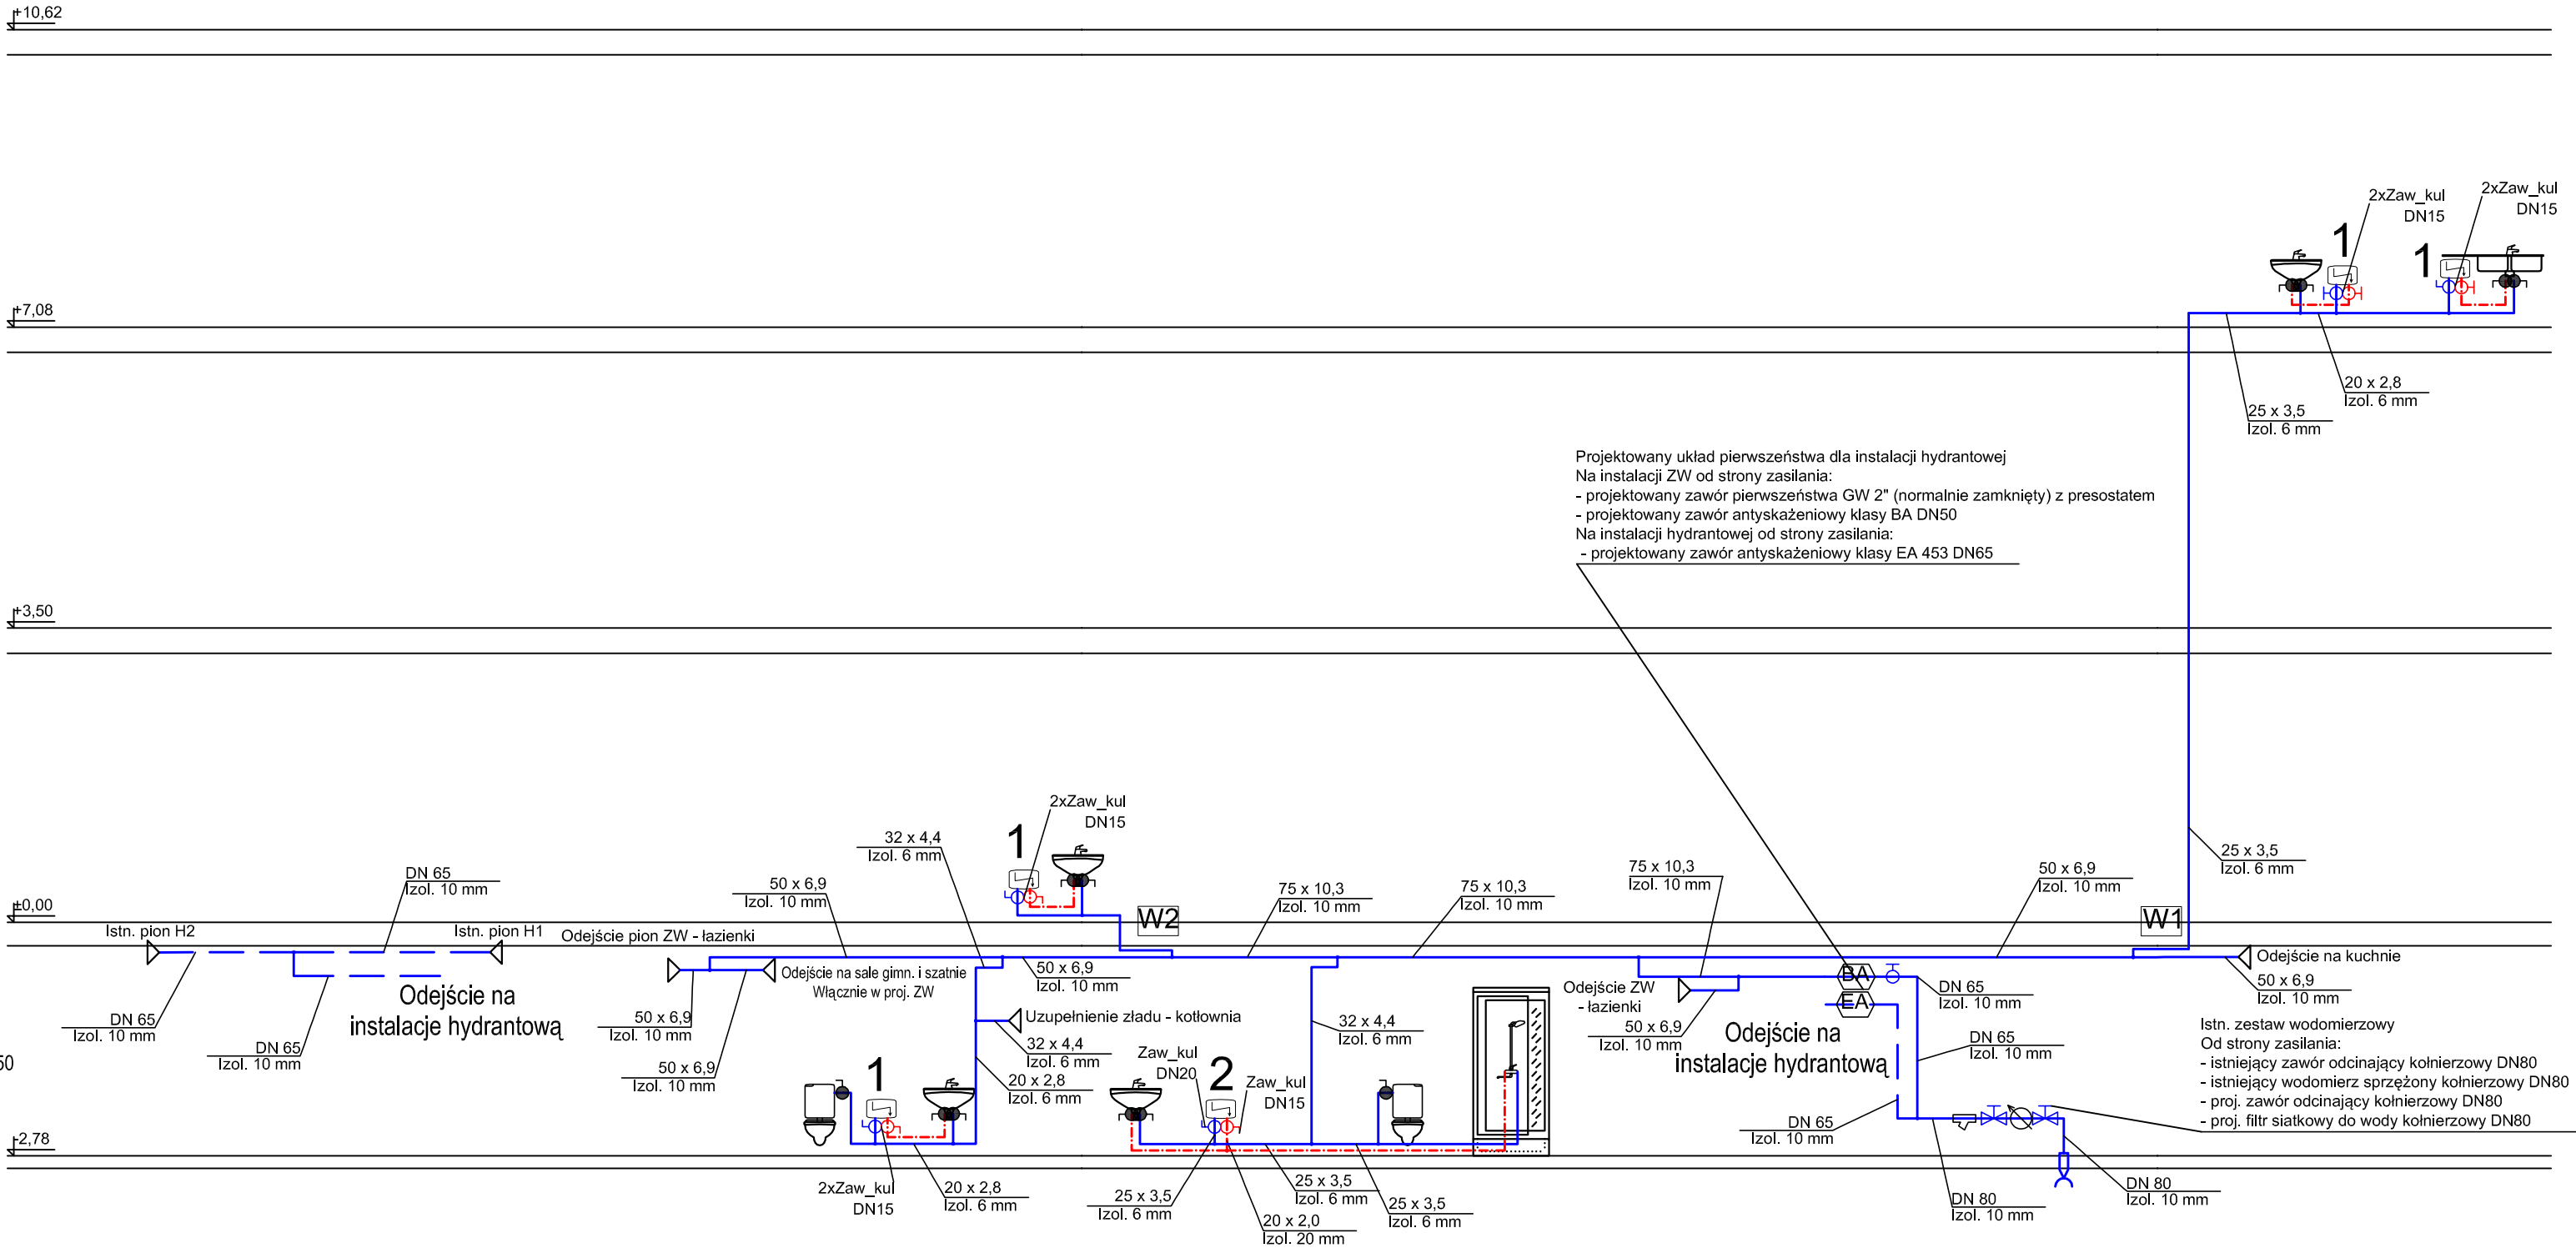 +10,62
2xZaw_kul
DN15
2xZaw_kul
DN15
1
1
+7,08
20 x 2,8
Izol. 6 mm
25 x 3,5
Izol. 6 mm
Projektowany układ pierwszeństwa dla instalacji hydrantowej
Na instalacji ZW od strony zasilania:
- projektowany zawór pierwszeństwa GW 2" (normalnie zamknięty) z presostatem
- projektowany zawór antyskażeniowy klasy BA DN50
Na instalacji hydrantowej od strony zasilania:
- projektowany zawór antyskażeniowy klasy EA 453 DN65
+3,50
2xZaw_kul
DN15
1
32 x 4,4
Izol. 6 mm
25 x 3,5
Izol. 6 mm
DN 65
Izol. 10 mm
50 x 6,9
Izol. 10 mm
75 x 10,3
Izol. 10 mm
75 x 10,3
Izol. 10 mm
75 x 10,3
Izol. 10 mm
50 x 6,9
Izol. 10 mm
±0,00
W2
W1
Istn. pion H2
Istn. pion H1
Odejście pion ZW - łazienki
Odejście na sale gimn. i szatnie
Włącznie w proj. ZW
50 x 6,9
Izol. 10 mm
Odejście na kuchnie
50 x 6,9
Izol. 10 mm
BA
EA
DN 65
Izol. 10 mm
Odejście ZW
- łazienki
50 x 6,9
Izol. 10 mm
Odejście na
instalacje hydrantową
DN 65
Izol. 10 mm
DN 65
Izol. 10 mm
50 x 6,9
Izol. 10 mm
50 x 6,9
Izol. 10 mm
Uzupełnienie zładu - kotłownia
32 x 4,4
Izol. 6 mm
20 x 2,8
Izol. 6 mm
32 x 4,4
Izol. 6 mm
Odejście na
instalacje hydrantową
DN 65
Izol. 10 mm
Istn. zestaw wodomierzowy
Od strony zasilania:
- istniejący zawór odcinający kołnierzowy DN80
- istniejący wodomierz sprzężony kołnierzowy DN80
- proj. zawór odcinający kołnierzowy DN80
- proj. filtr siatkowy do wody kołnierzowy DN80
50
1
Zaw_kul
DN20
2
Zaw_kul
DN15
DN 65
Izol. 10 mm
-2,78
2xZaw_kul
DN15
20 x 2,8
Izol. 6 mm
25 x 3,5
Izol. 6 mm
25 x 3,5
Izol. 6 mm
20 x 2,0
Izol. 20 mm
25 x 3,5
Izol. 6 mm
DN 80
Izol. 10 mm
DN 80
Izol. 10 mm